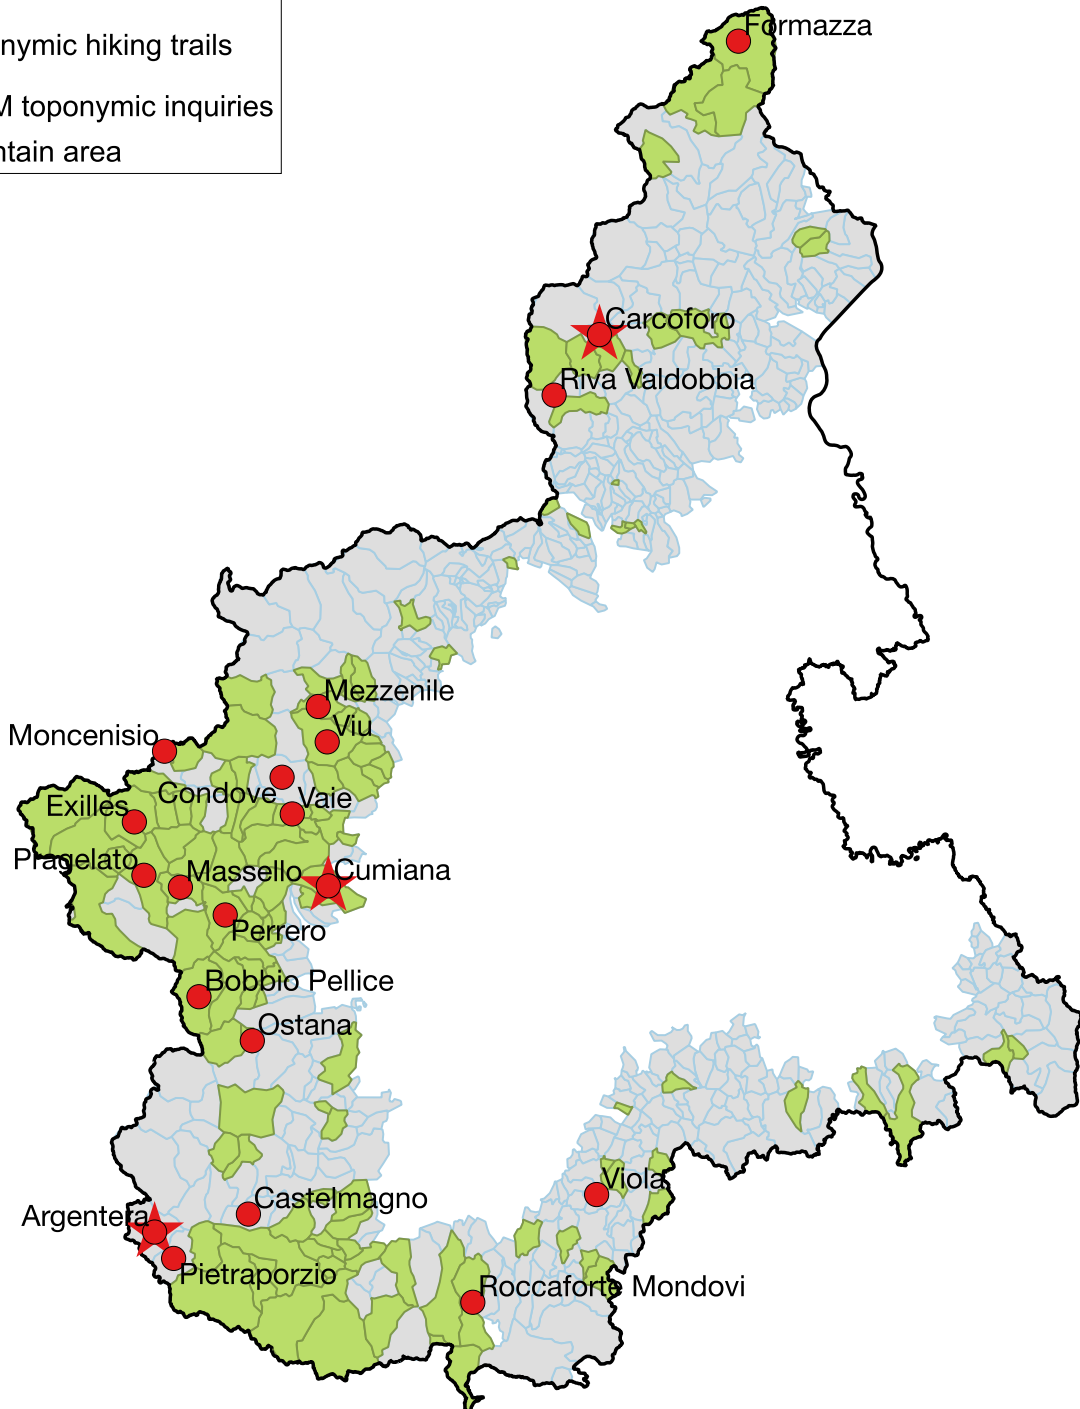 nymic hiking trails
M toponymic inquiries
ntain area
Formazza
Carcoforo
Riva Valdobbia
Mezzenile
Viu
Moncenisio
Condove
Vaie
Exilles
Pragelato
Massello
Cumiana
Perrero
Bobbio Pellice
Ostana
Viola
Castelmagno
Argentera
Pietraporzio
Roccaforte Mondovi